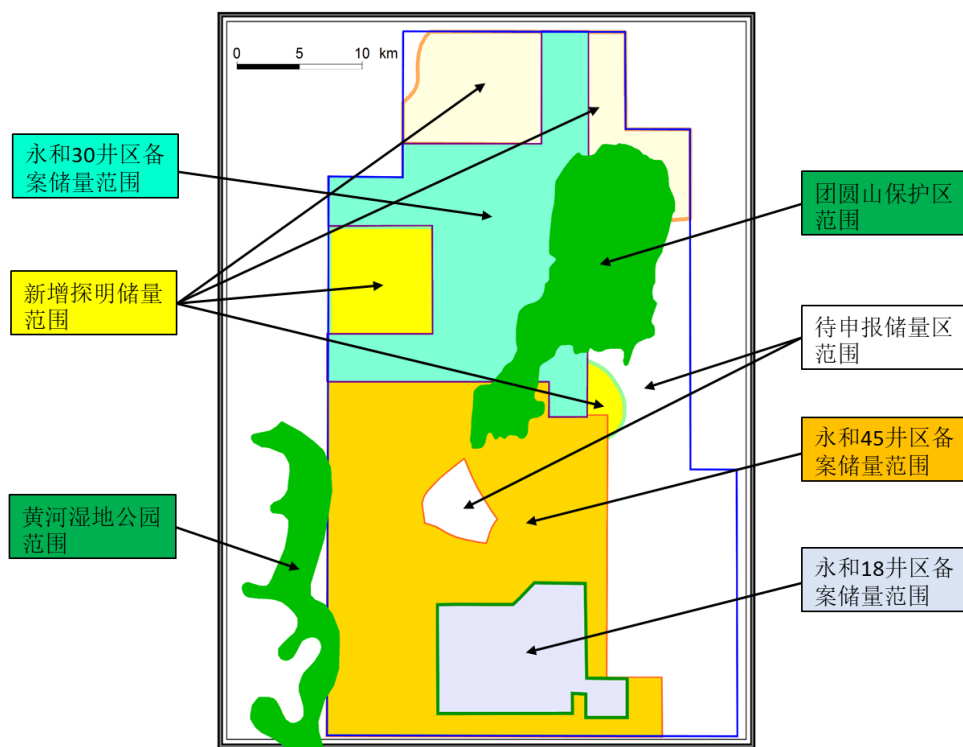 0 5 10 km
永和30井区备
案储量范围
新增探明储量
范围
黄河湿地公园
范围
团圆山保护区
范围
待申报储量区
范围
永和45井区备
案储量范围
永和18井区备
案储量范围